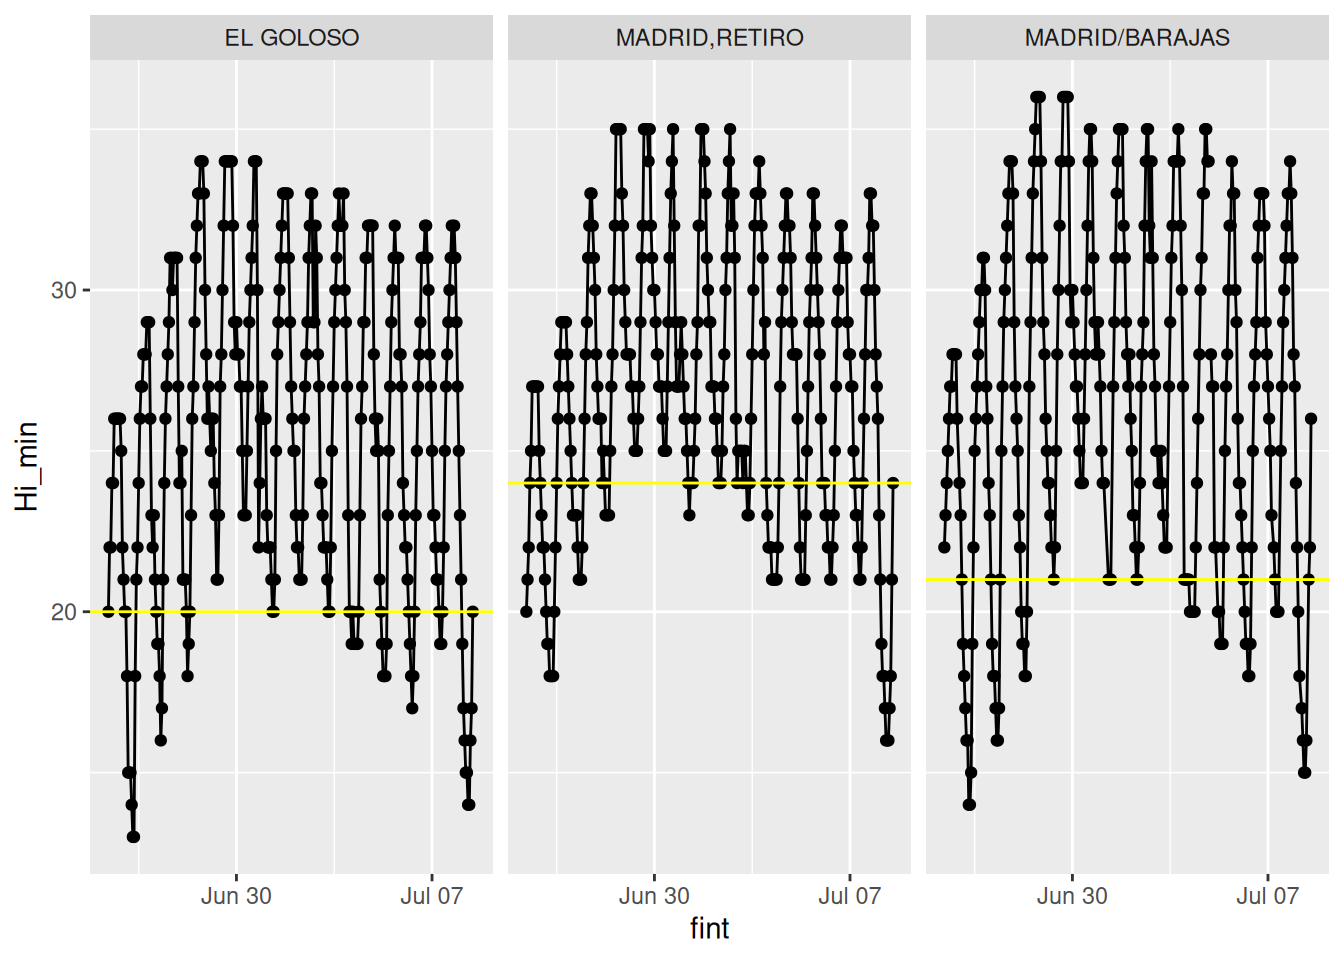 EL GOLOSO
MADRID,RETIRO
MADRID/BARAJAS
Hi_min
30
20
Jun 30
Jul 07
Jun 30
Jul 07
Jun 30
Jul 07
fint